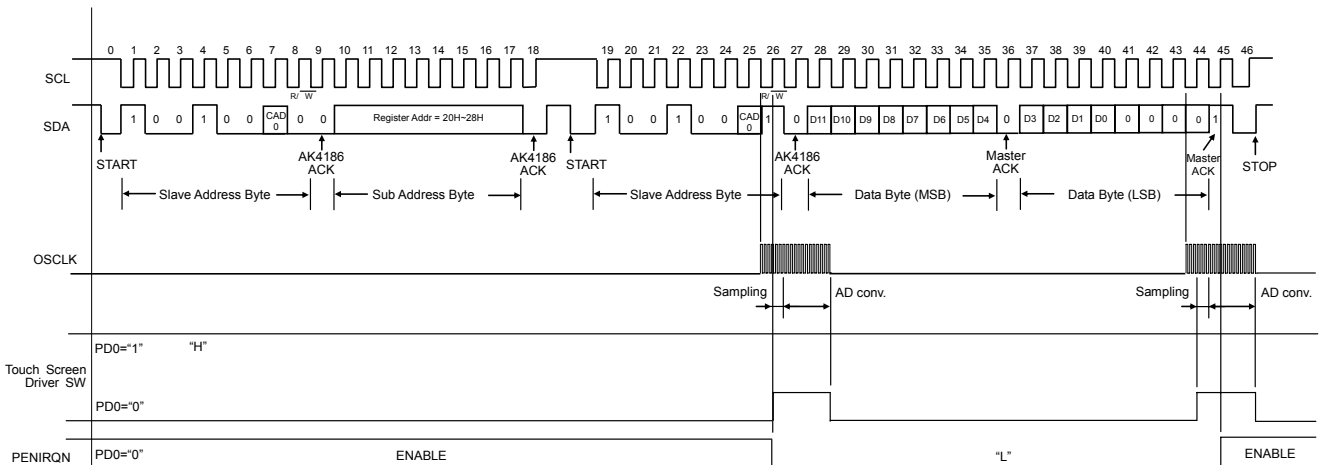 0 1 2 3 4 5 6 7 8 9 10 11 12 13 14 15 16 17 18 19 20 21 22 23 24 25 26 27 28 29 30 31 32 33 34 35 36 37 38 39 40 41 42 43 44 45 46
SCL
R/ W R/ W
SDA 1 0 0 1 0 0 CAD 0 0 0 Register Addr = 20H~28H 1 0 0 1 0 0 CAD 0 1 0 D11 D10 D9 D8 D7 D6 D5 D4 0 D3 D2 D1 D0 0 0 0 0 1
START AK4186 ACK AK4186 ACK START AK4186 ACK Master ACK Master ACK STOP
Slave Address Byte Sub Address Byte Slave Address Byte Data Byte (MSB) Data Byte (LSB)
OSCLK
Sampling AD conv. Sampling AD conv.
PD0="1" "H"
Touch Screen
Driver SW
PD0="0"
PENIRQN PD0="0" ENABLE "L" ENABLE